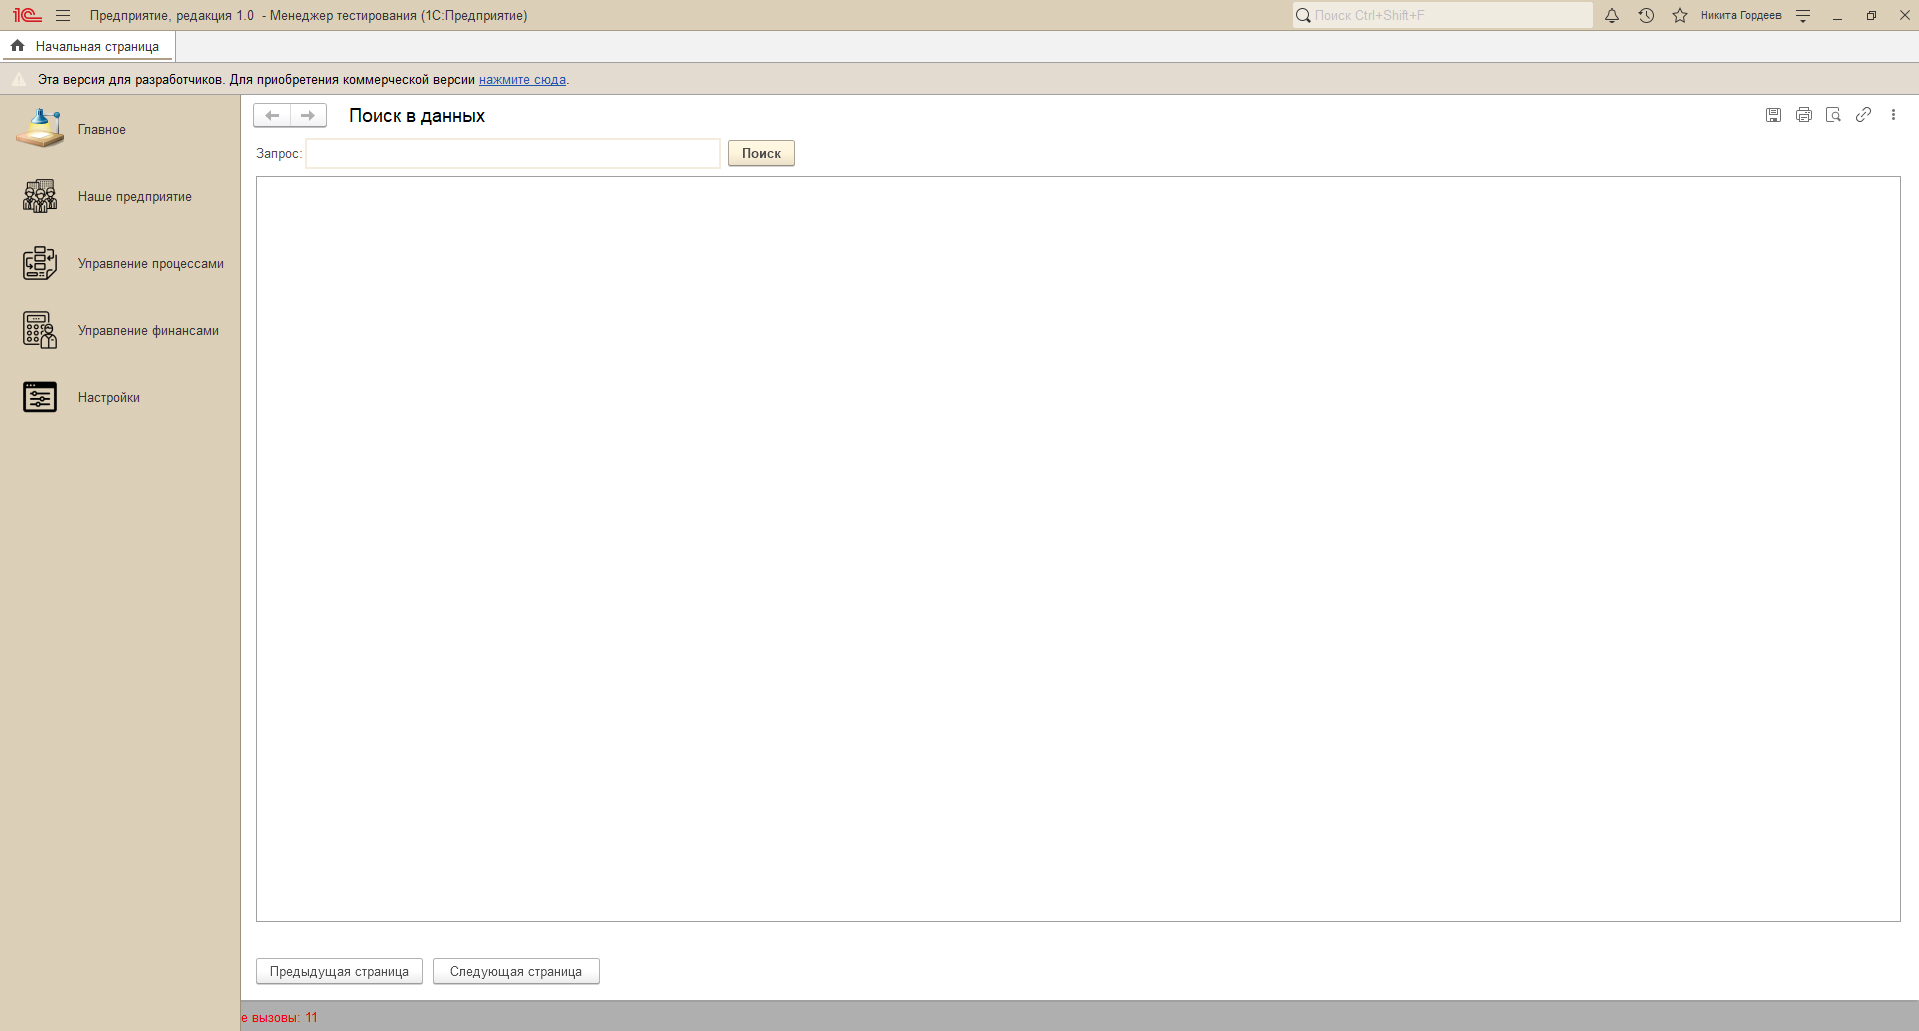 1С Предприятие, редакция 1.0 - Менеджер тестирования (1С:Предприятие) Поиск Ctrl+Shift+F Никита Гордеев
Начальная страница
Эта версия для разработчиков. Для приобретения коммерческой версии нажмите сюда.
Главное
Наше предприятие
Управление процессами
Управление финансами
Настройки
Поиск в данных
Запрос: Поиск
Предыдущая страница Следующая страница
е вызовы: 11